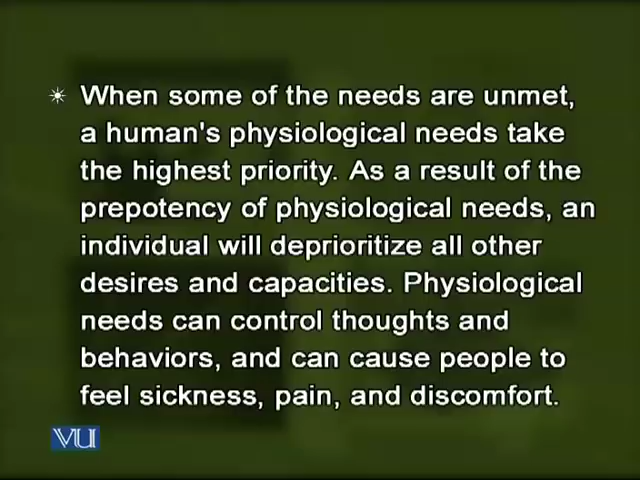 When some of the needs are unmet,
a human's physiological needs take
the highest priority. As a result of the
prepotency of physiological needs, an
individual will deprioritize all other
desires and capacities. Physiological
needs can control thoughts and
behaviors, and can cause people to
feel sickness, pain, and discomfort.
VU